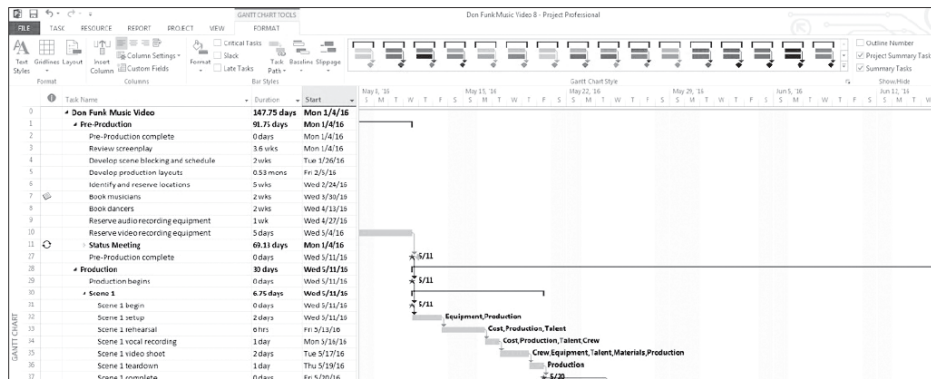 GANTT CHART TOOLS
Don Funk Music Video 8 - Project Professional
FILE TASK RESOURCE REPORT PROJECT VIEW FORMAT
Text Styles
Gridlines
Layout
Insert Column
Column Settings
Custom Fields
Format
Critical Tasks
Slack
Late Tasks
Task Path
Baseline
Slippage
Outline Number
Project Summary Task
Summary Tasks
Format Columns Bar Styles Gantt Chart Style Show/Hide
Task Name Duration Start
May 15, '16 May 22, '16 May 29, '16 Jun 5, '16 Jun 12, '16
S M T W T F S S M T W T F S S M T W T F S S M T W T F S S M T W T F S S M T W
0 Don Funk Music Video 147.75 days Mon 1/4/16
1 Pre-Production 91.75 days Mon 1/4/16
2 Pre-Production complete 0 days Mon 1/4/16
3 Review screenplay 3.6 wks Mon 1/4/16
4 Develop scene blocking and schedule 2 wks Tue 1/26/16
5 Develop production layouts 0.53 mons Fri 2/5/16
6 Identify and reserve locations 5 wks Wed 2/24/16
7 Book musicians 2 wks Wed 3/30/16
8 Book dancers 2 wks Wed 4/13/16
9 Reserve audio recording equipment 1 wk Wed 4/27/16
10 Reserve video recording equipment 5 days Wed 5/4/16
11 Status Meeting 69.13 days Mon 1/4/16
27 Pre-Production complete 0 days Wed 5/11/16 5/11
28 Production 30 days Wed 5/11/16
29 Production begins 0 days Wed 5/11/16 5/11
30 Scene 1 6.75 days Wed 5/11/16
31 Scene 1 begin 0 days Wed 5/11/16 5/11
32 Scene 1 setup 2 days Wed 5/11/16 Equipment,Production
33 Scene 1 rehearsal 6 hrs Fri 5/13/16 Cost,Production,Talent
34 Scene 1 vocal recording 1 day Mon 5/16/16 Cost,Production,Talent,Crew
35 Scene 1 video shoot 2 days Tue 5/17/16 Crew,Equipment,Talent,Materials,Production
36 Scene 1 teardown 1 day Thu 5/19/16 Production
37 Scene 1 complete 0 days Fri 5/20/16 5/20
GANTT CHART